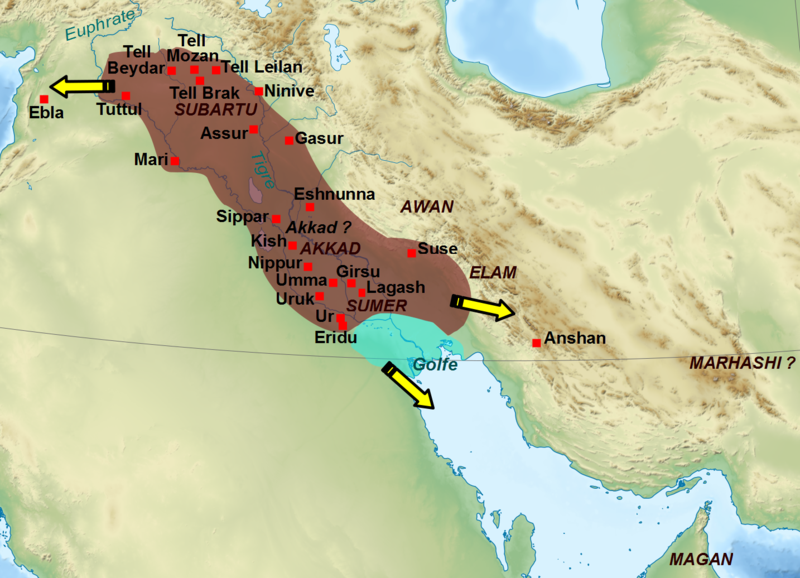 Euphrate
Tell
Mozan
Tell
Beydar
Tell Leilan
Tell Brak
Ninive
Ebla
Tuttul
SUBARTU
Assur
Gasur
Mari
Tigre
Eshnunna
AWAN
Sippar
Akkad ?
Kish
AKKAD
Suse
Nippur
ELAM
Girsu
Umma
Lagash
Uruk
SUMER
Ur
Eridu
Anshan
Golfe
MARHASHI ?
MAGAN